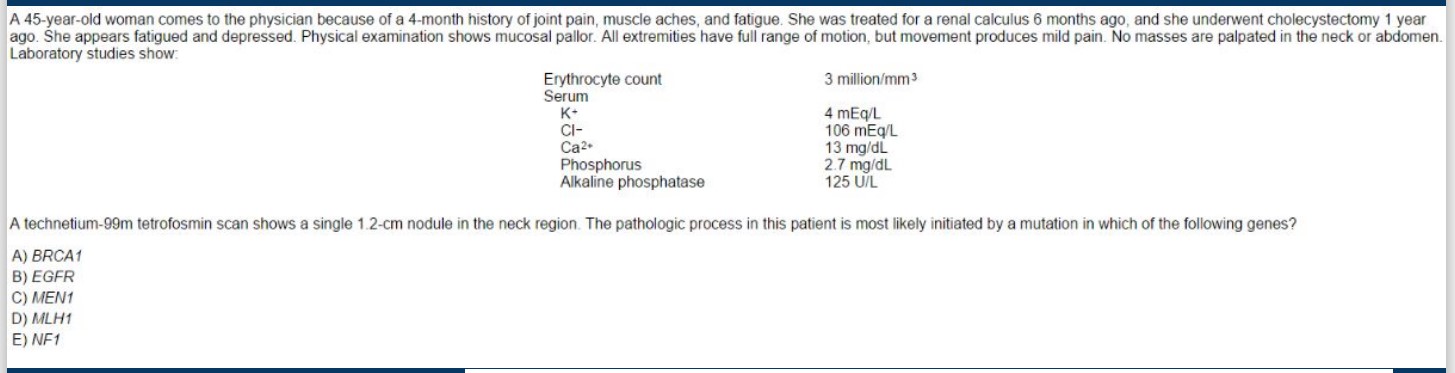 A 45-year-old woman comes to the physician because of a 4-month history of joint pain, muscle aches, and fatigue. She was treated for a renal calculus 6 months ago, and she underwent cholecystectomy 1 year
ago. She appears fatigued and depressed. Physical examination shows mucosal pallor. All extremities have full range of motion, but movement produces mild pain. No masses are palpated in the neck or abdomen.
Laboratory studies show:
Erythrocyte count 3 million/mm³
Serum
K⁺ 4 mEq/L
Cl− 106 mEq/L
Ca²⁺ 13 mg/dL
Phosphorus 2.7 mg/dL
Alkaline phosphatase 125 U/L
A technetium-99m tetrofosmin scan shows a single 1.2-cm nodule in the neck region. The pathologic process in this patient is most likely initiated by a mutation in which of the following genes?
A) BRCA1
B) EGFR
C) MEN1
D) MLH1
E) NF1